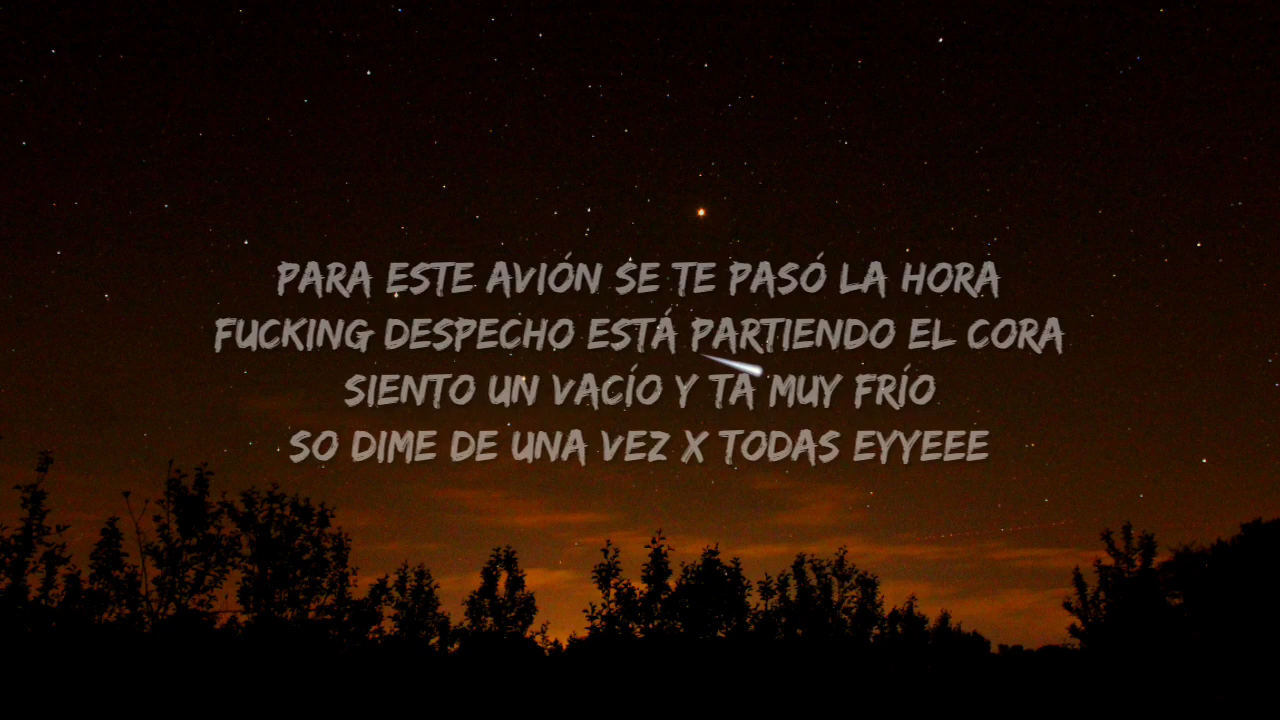 PARA ESTE AVIÓN SE TE PASÓ LA HORA
FUCKING DESPECHO ESTÁ PARTIENDO EL CORA
SIENTO UN VACÍO Y TA MUY FRÍO
SO DIME DE UNA VEZ X TODAS EYYEEE